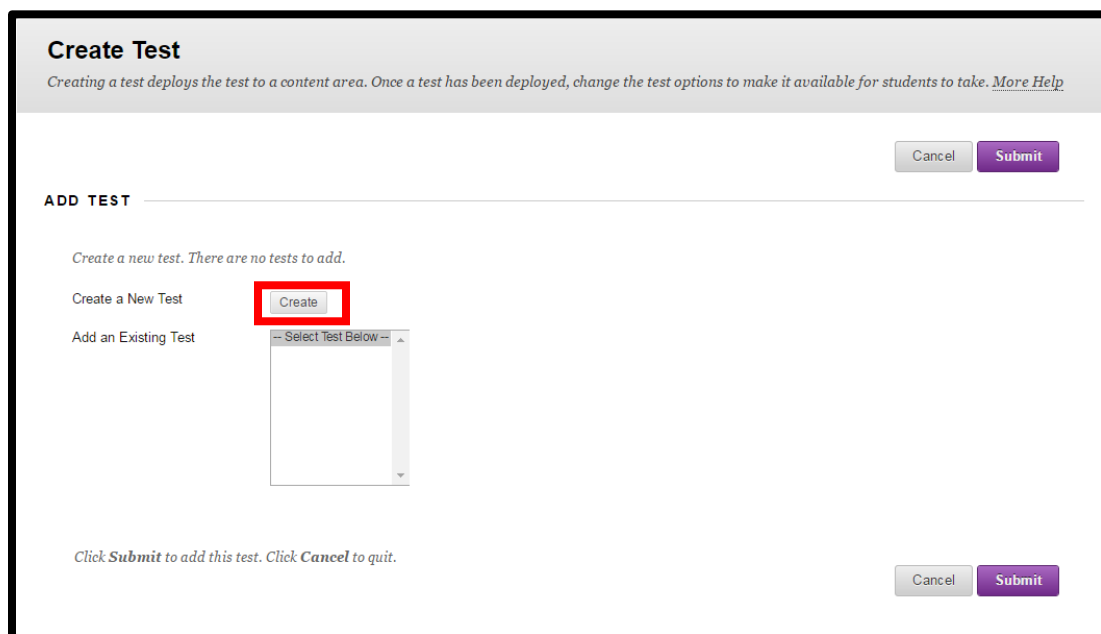 Create Test
Creating a test deploys the test to a content area. Once a test has been deployed, change the test options to make it available for students to take. More Help
Cancel Submit
ADD TEST
Create a new test. There are no tests to add.
Create a New Test Create
Add an Existing Test -- Select Test Below --
Click Submit to add this test. Click Cancel to quit.
Cancel Submit